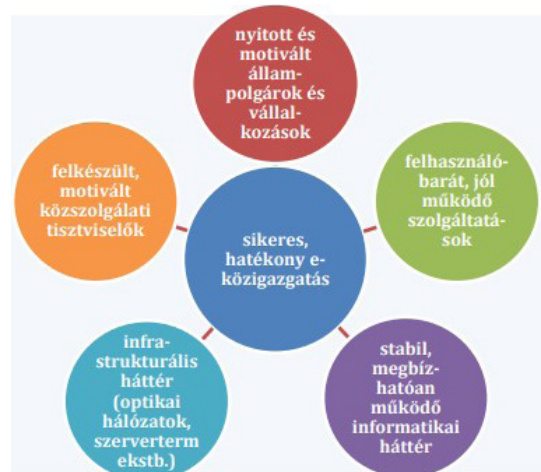 nyitott és
motivált
állam-
polgárok és
vállal-
kozások
felkészült,
motivált
közszolgálati
tisztviselők
felhasználó-
barát, jól
működő
szolgáltatá-
sok
sikeres,
hatékony e-
közigazgatás
infra-
strukturális
háttér
(optikai
hálózatok,
szerverterm
ekstb.)
stabil,
megbíz-
hatóan
működő
informatikai
háttér